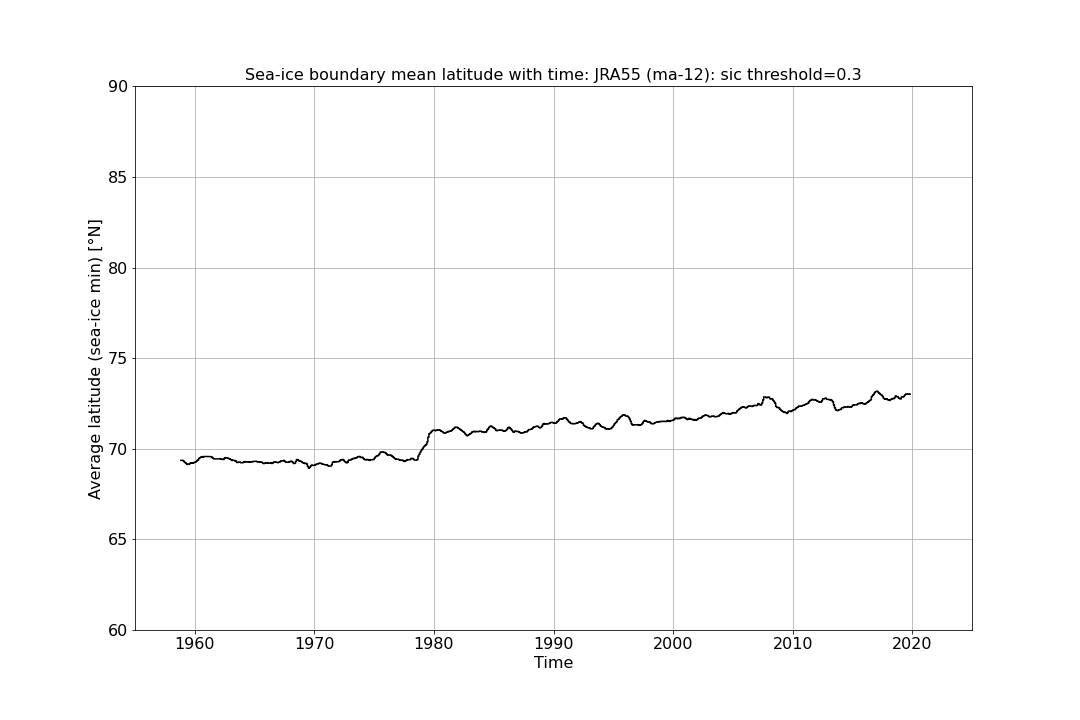 Sea-ice boundary mean latitude with time: JRA55 (ma-12): sic threshold=0.3
Average latitude (sea-ice min) [°N]
90
85
80
75
70
65
60
1960 1970 1980 1990 2000 2010 2020
Time